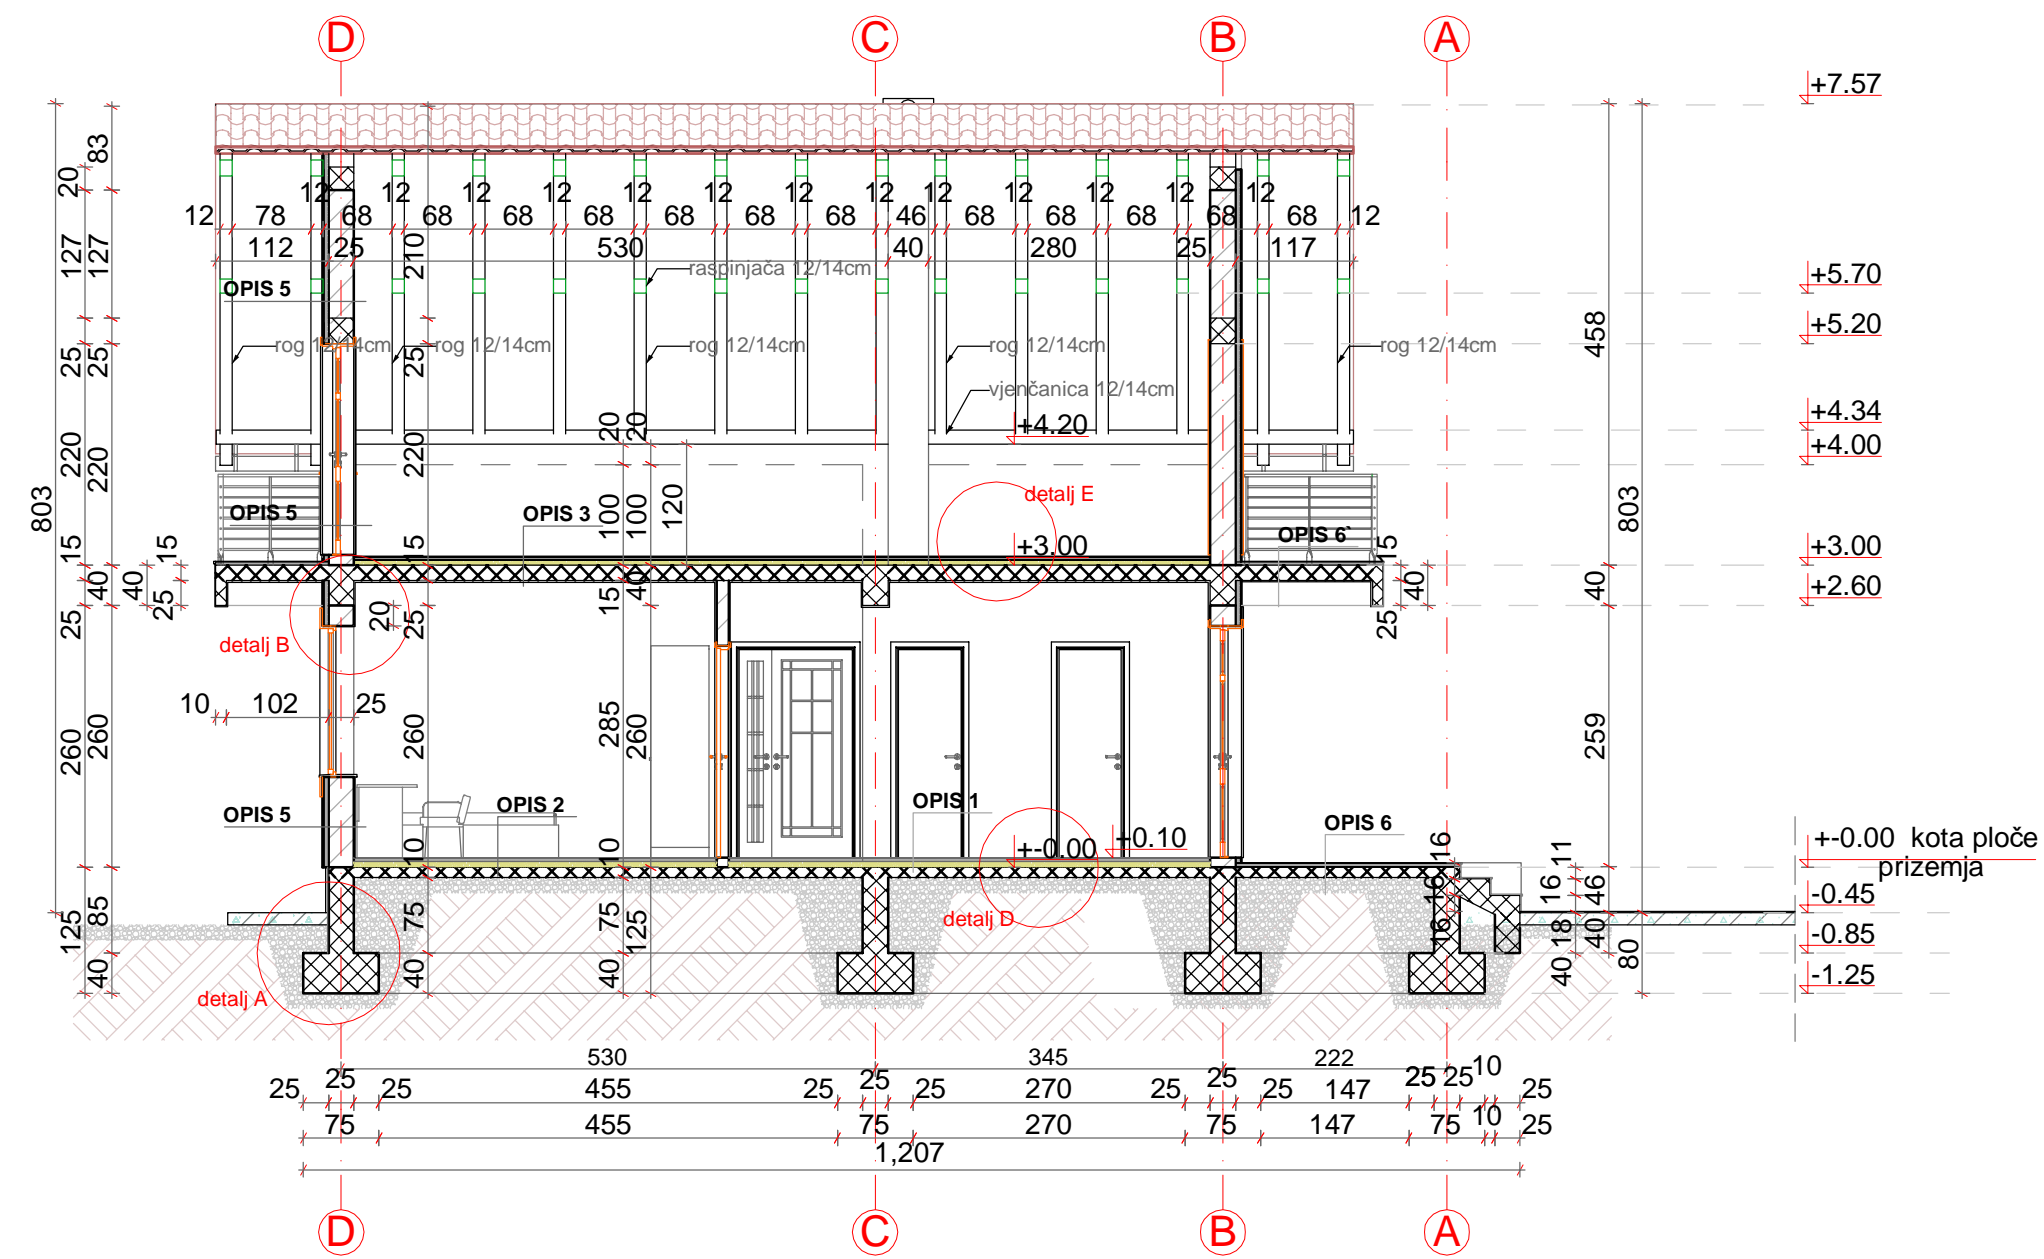 D C B A
+7.57
83
20
12 12 12 12 12 12 12 12 12 12 12 12 12
12 78 68 68 68 68 68 68 68 46 68 68 68 68 68 12
112 25 530 40 280 25 117
127 127 210
raspinjača 12/14cm
+5.70
OPIS 5
+5.20
458
rog 12/14cm
rog 12/14cm
rog 12/14cm
rog 12/14cm
rog 12/14cm
25 25 25
vjenčanica 12/14cm
+4.34
+4.20
20 20
+4.00
220 220 220
detalj E
803 803
OPIS 5
OPIS 3
100 100 120
OPIS 6`
+3.00
+3.00
15 15 15 15
40 40 25 15 40 40 40
+2.60
25 20 25 25
detalj B
10 102 25
260 260 260 285 260 259
OPIS 2
OPIS 1
OPIS 5
OPIS 6
+-0.00
+0.10
+-0.00 kota ploče
prizemja
10 10 16 11
16 16 46
-0.45
detalj D
125 85 75 75 125 16 18 40
-0.85
80
40 40 40 40
-1.25
detalj A
530 345 222
25 25 25 455 25 25 25 270 25 25 25 147 25 25 10 25
75 455 75 270 75 147 75 10 25
1,207
D C B A